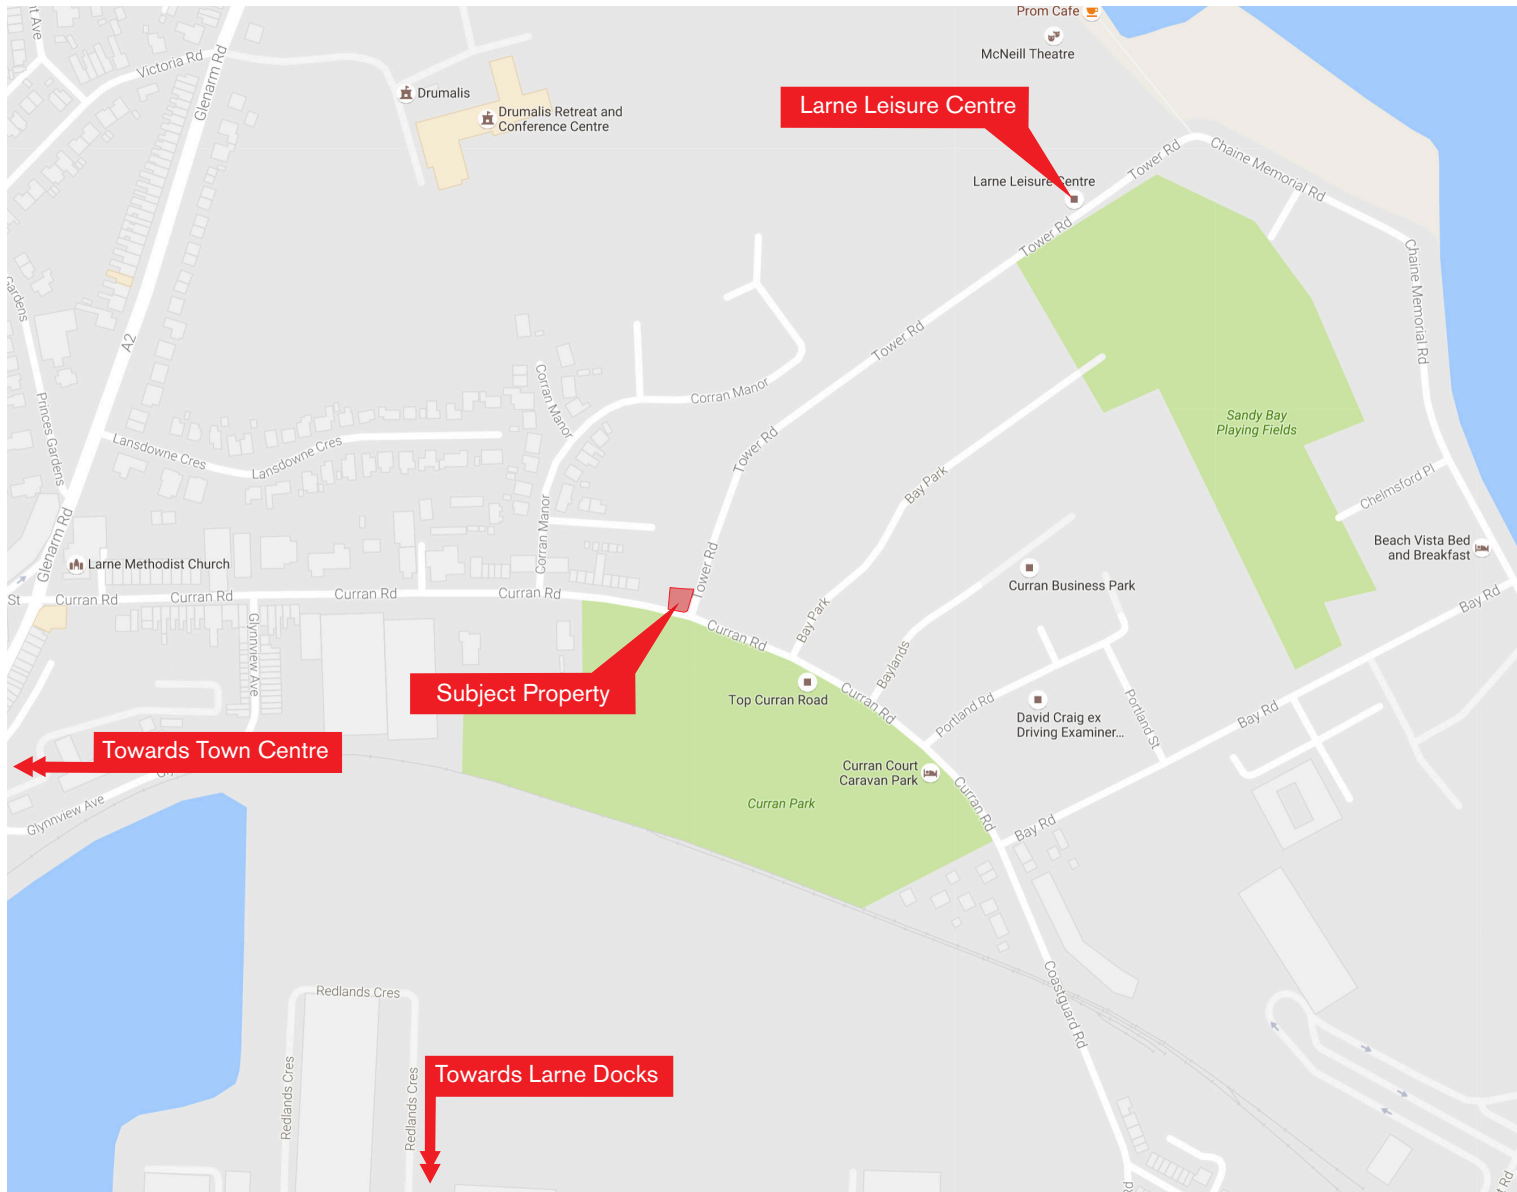 Prom Cafe
McNeill Theatre
Victoria Rd
Glenarm Rd
Drumalis
Drumalis Retreat and
Conference Centre
Larne Leisure Centre
Larne Leisure Centre
Tower Rd
Chaine Memorial Rd
Tower Rd
Chaine Memorial Rd
Gardens
A2
Tower Rd
Princes Gardens
Corran Manor
Corran Manor
Sandy Bay
Playing Fields
Lansdowne Cres
Lansdowne Cres
Tower Rd
Bay Park
Chelmsford Pl
Corran Manor
Glenarm Rd
Beach Vista Bed
and Breakfast
Larne Methodist Church
Tower Rd
Curran Business Park
St
Curran Rd
Curran Rd
Curran Rd
Curran Rd
Bay Rd
Bay Park
Curran Rd
Glynnview Ave
Baylands
Subject Property
Top Curran Road
Curran Rd
Portland Rd
David Craig ex
Driving Examiner...
Portland St
Bay Rd
Towards Town Centre
Curran Court
Caravan Park
Curran Park
Curran Rd
Glynnview Ave
Bay Rd
Redlands Cres
Coastguard Rd
Redlands Cres
Redlands Cres
Towards Larne Docks
Rd
Rd